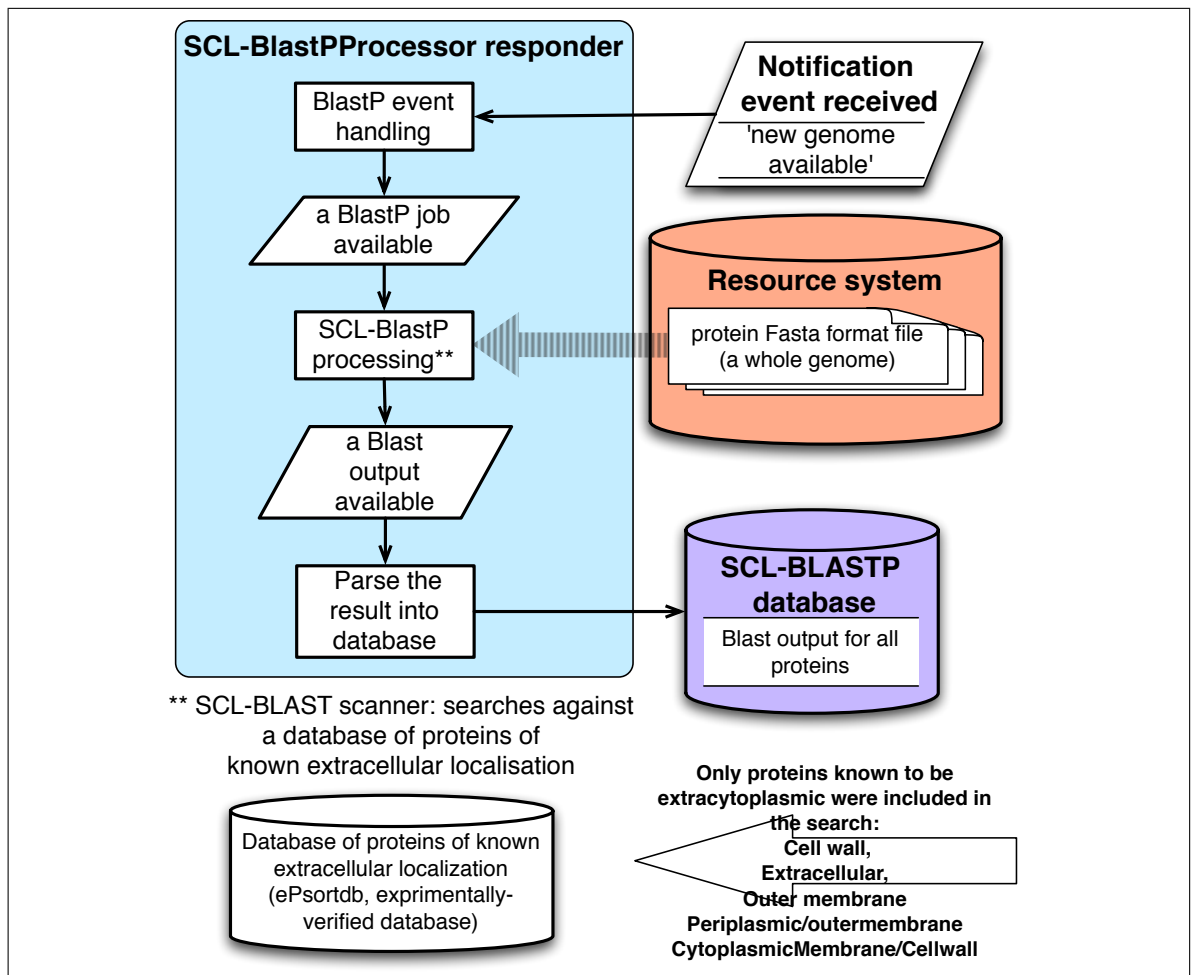 SCL-BlastPProcessor responder
BlastP event
handling
a BlastP job
available
SCL-BlastP
processing**
a Blast
output
available
Parse the
result into
database
Notification
event received
'new genome
available'
Resource system
protein Fasta format file
(a whole genome)
SCL-BLASTP
database
Blast output for all
proteins
** SCL-BLAST scanner: searches against
a database of proteins of
known extracellular localisation
Database of proteins of known
extracellular localization
(ePsortdb, exprimentally-
verified database)
Only proteins known to be
extracytoplasmic were included in
the search:
Cell wall,
Extracellular,
Outer membrane
Periplasmic/outermembrane
CytoplasmicMembrane/Cellwall